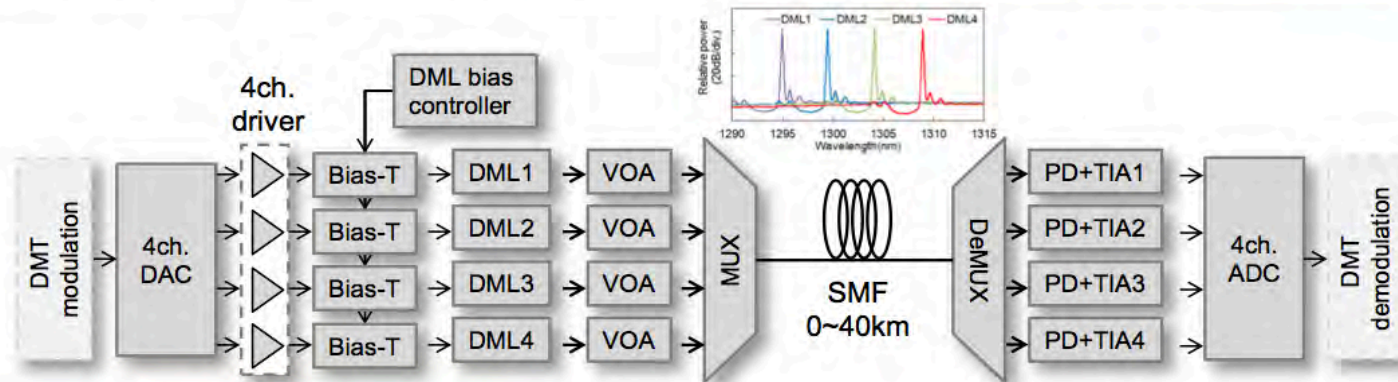 DML1 DML2 DML3 DML4
Relative power
(20dB/div.)
1290 1295 1300 1305 1310 1315
Wavelength(nm)
DML bias
controller
4ch.
driver
DMT
modulation
4ch.
DAC
Bias-T
DML1
VOA
Bias-T
DML2
VOA
Bias-T
DML3
VOA
Bias-T
DML4
VOA
MUX
SMF
0~40km
DeMUX
PD+TIA1
PD+TIA2
PD+TIA3
PD+TIA4
4ch.
ADC
DMT
demodulation